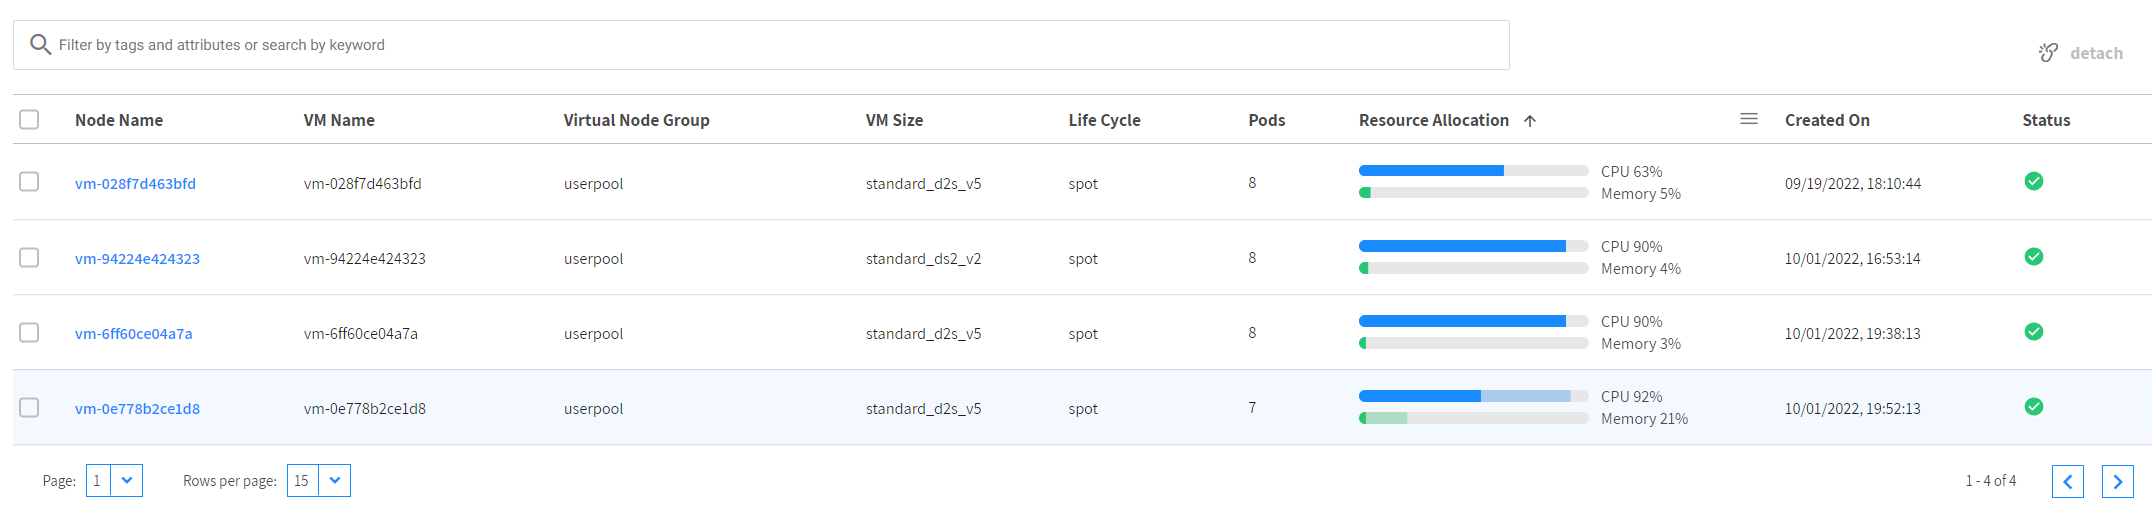 Filter by tags and attributes or search by keyword
detach
Node Name VM Name Virtual Node Group VM Size Life Cycle Pods Resource Allocation Created On Status
vm-028f7d463bfd vm-028f7d463bfd userpool standard_d2s_v5 spot 8 CPU 63% 09/19/2022, 18:10:44
Memory 5%
vm-94224e424323 vm-94224e424323 userpool standard_ds2_v2 spot 8 CPU 90% 10/01/2022, 16:53:14
Memory 4%
vm-6ff60ce04a7a vm-6ff60ce04a7a userpool standard_d2s_v5 spot 8 CPU 90% 10/01/2022, 19:38:13
Memory 3%
vm-0e778b2ce1d8 vm-0e778b2ce1d8 userpool standard_d2s_v5 spot 7 CPU 92% 10/01/2022, 19:52:13
Memory 21%
Page: 1 Rows per page: 15 1 - 4 of 4